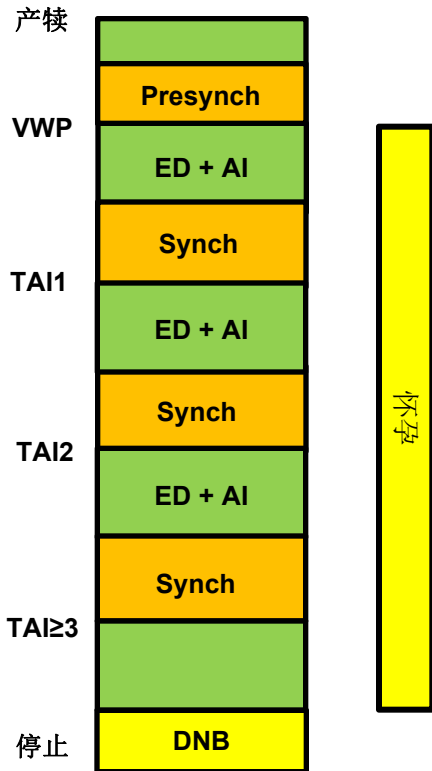 产犊
Presynch
VWP
ED + AI
Synch
TAI1
ED + AI
Synch
TAI2
ED + AI
Synch
TAI≥3
停止
DNB
怀孕